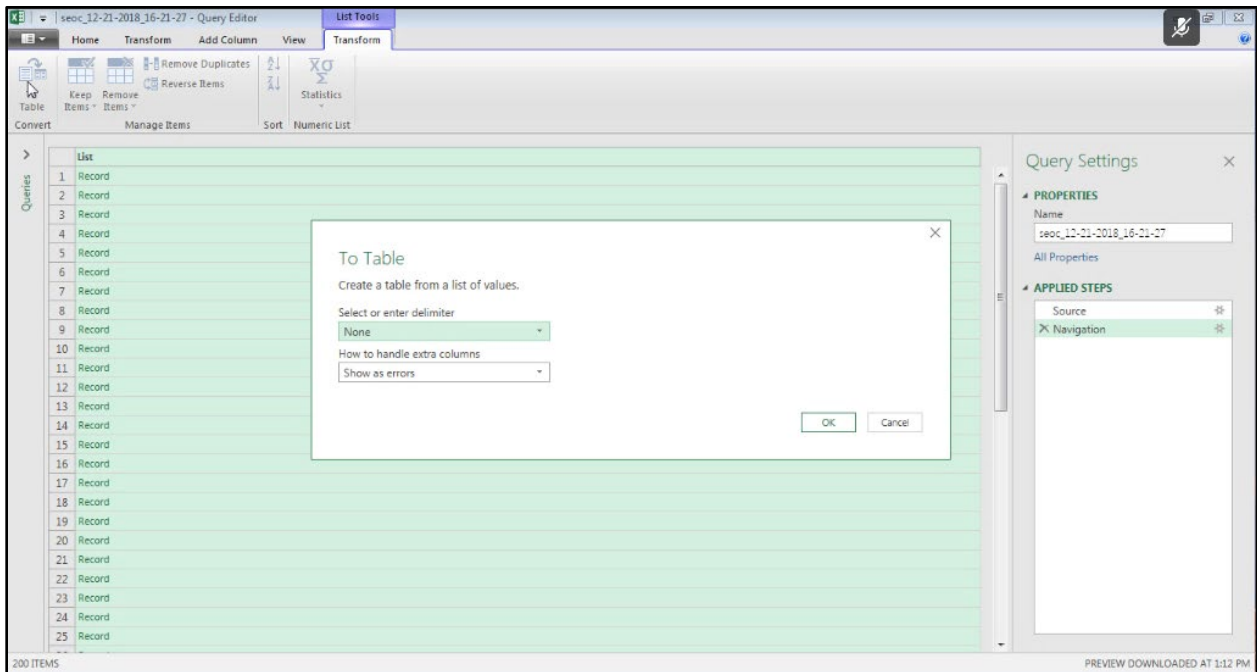 seoc_12-21-2018_16-21-27 - Query Editor
List Tools
Home Transform Add Column View Transform
Table
Keep Items
Remove Items
Remove Duplicates
Reverse Items
Statistics
Convert
Manage Items
Sort
Numeric List
Queries
List
1 Record
2 Record
3 Record
4 Record
5 Record
6 Record
7 Record
8 Record
9 Record
10 Record
11 Record
12 Record
13 Record
14 Record
15 Record
16 Record
17 Record
18 Record
19 Record
20 Record
21 Record
22 Record
23 Record
24 Record
25 Record
To Table
Create a table from a list of values.
Select or enter delimiter
None
How to handle extra columns
Show as errors
OK Cancel
Query Settings
PROPERTIES
Name
seoc_12-21-2018_16-21-27
All Properties
APPLIED STEPS
Source
Navigation
200 ITEMS
PREVIEW DOWNLOADED AT 1:12 PM